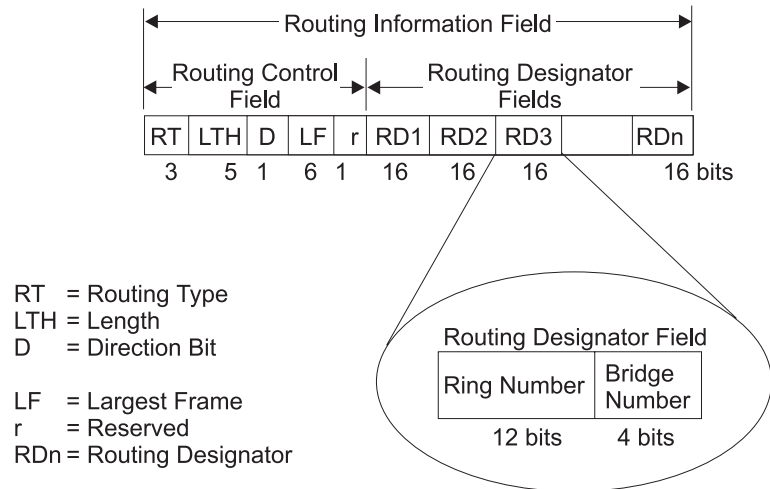 Routing Information Field
Routing Control Field
Routing Designator Fields
RT LTH D LF r RD1 RD2 RD3 RDn
3 5 1 6 1 16 16 16 16 bits
RT = Routing Type
LTH = Length
D = Direction Bit
LF = Largest Frame
r = Reserved
RDn = Routing Designator
Routing Designator Field
Ring Number
Bridge Number
12 bits 4 bits